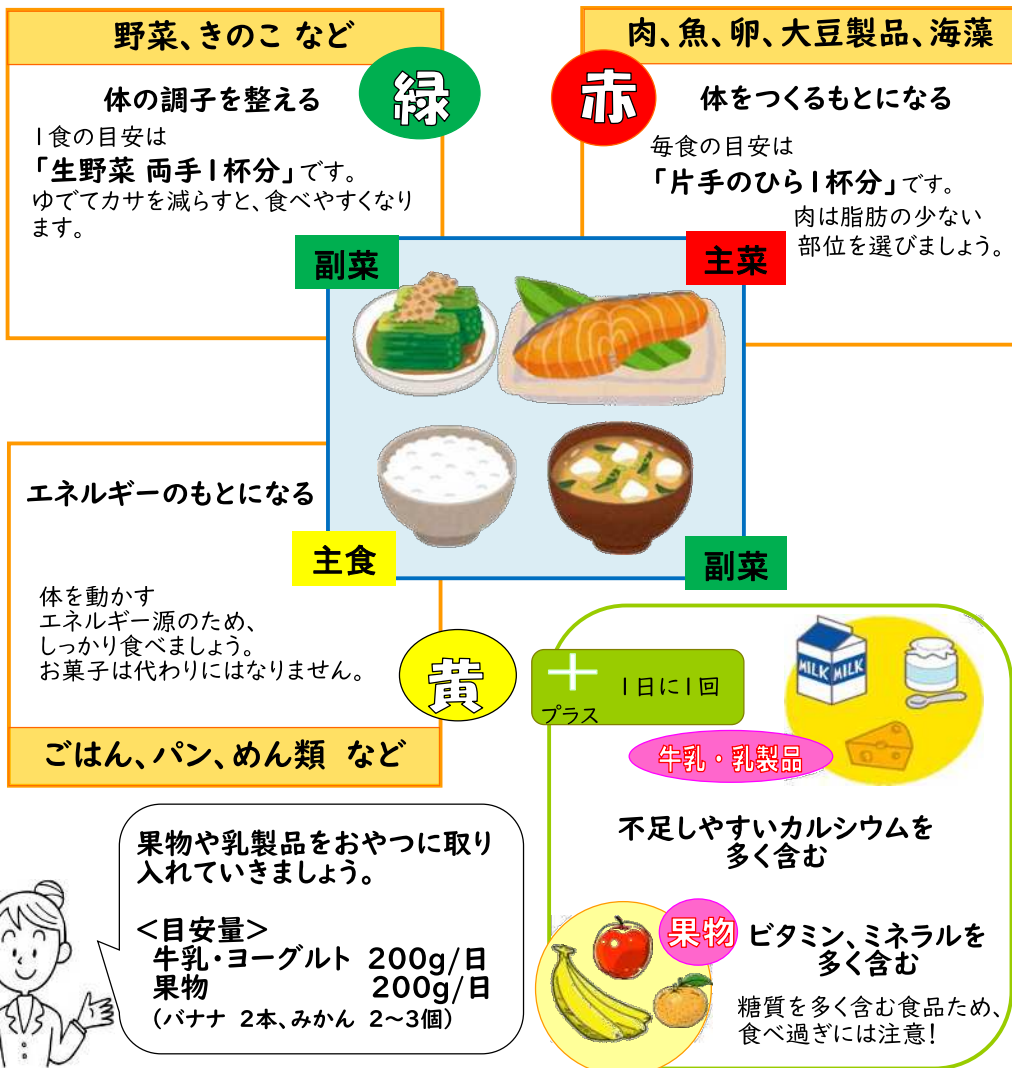 野菜、きのこ など
緑
体の調子を整える
1食の目安は
「生野菜 両手1杯分」です。
ゆでてカサを減らすと、食べやすくなり
ます。
副菜
肉、魚、卵、大豆製品、海藻
赤
体をつくるもとになる
毎食の目安は
「片手のひら1杯分」です。
肉は脂肪の少ない
部位を選びましょう。
主菜
エネルギーのもとになる
主食
体を動かす
エネルギー源のため、
しっかり食べましょう。
お菓子は代わりにはなりません。
黄
ごはん、パン、めん類 など
副菜
+
プラス
1日に1回
MILK MILK
牛乳・乳製品
不足しやすいカルシウムを
多く含む
果物
ビタミン、ミネラルを
多く含む
糖質を多く含む食品ため、
食べ過ぎには注意!
果物や乳製品をおやつに取り
入れていきましょう。
<目安量>
牛乳・ヨーグルト 200g/日
果物 200g/日
(バナナ 2本、みかん 2~3個)